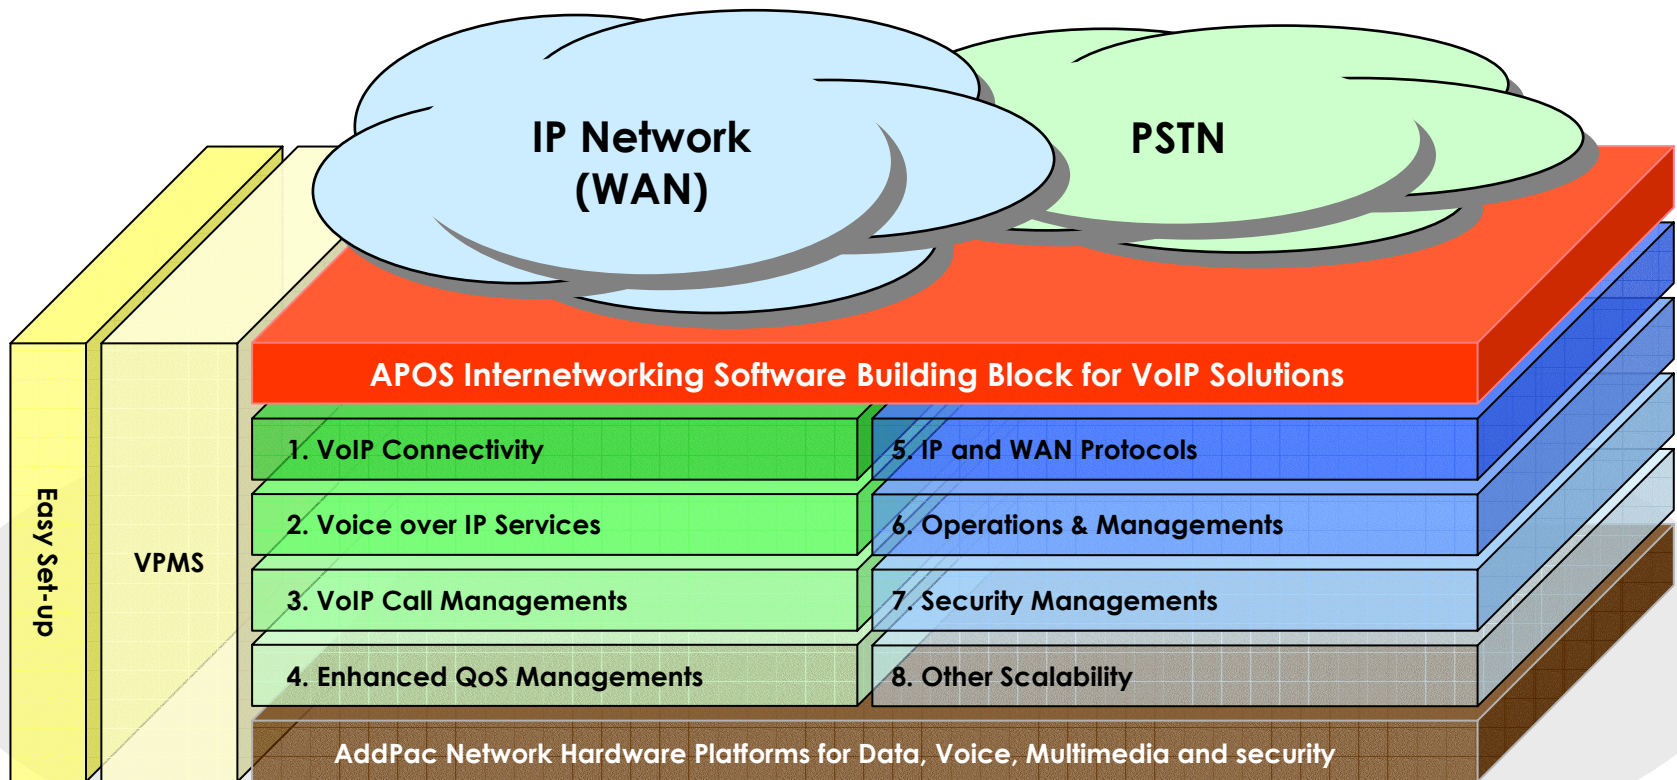 IP Network
(WAN)
PSTN
APOS Internetworking Software Building Block for VoIP Solutions
1. VoIP Connectivity
5. IP and WAN Protocols
2. Voice over IP Services
6. Operations & Managements
3. VoIP Call Managements
7. Security Managements
4. Enhanced QoS Managements
8. Other Scalability
Easy Set-up
VPMS
AddPac Network Hardware Platforms for Data, Voice, Multimedia and security